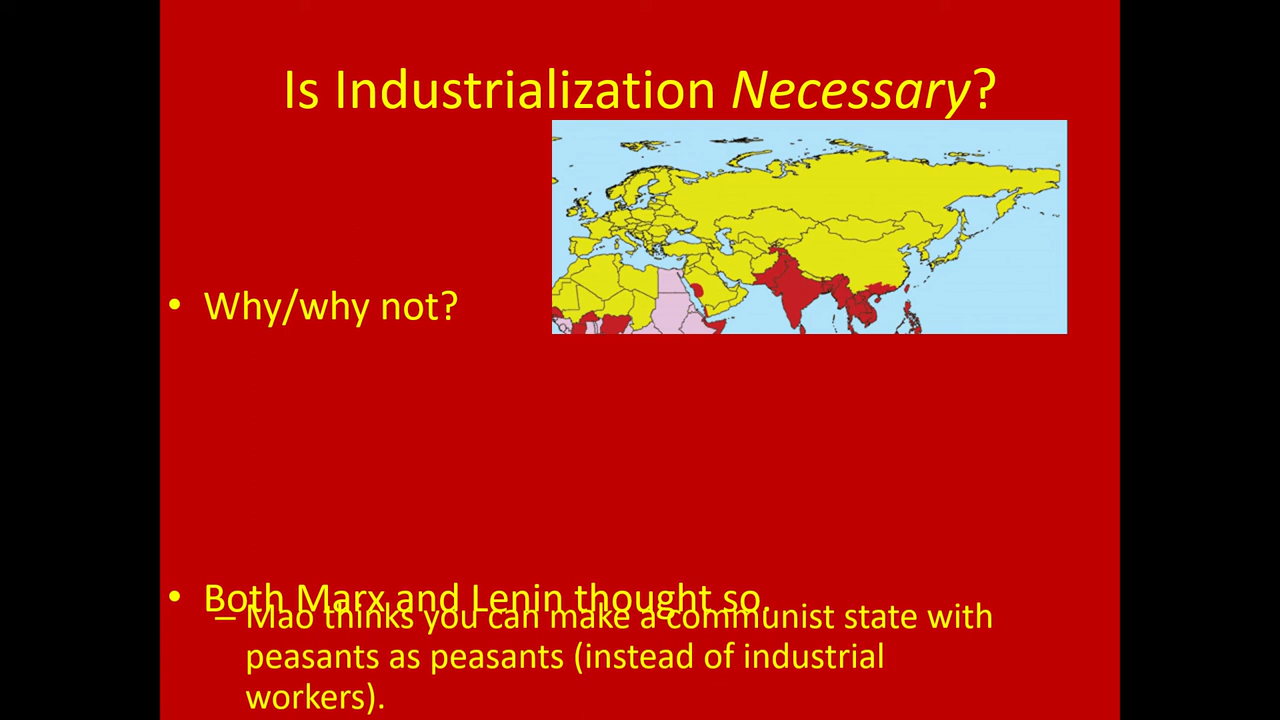 Is Industrialization Necessary?
• Why/why not?
• Both Marx and Lenin thought so.
– Mao thinks you can make a communist state with
peasants as peasants (instead of industrial
workers).